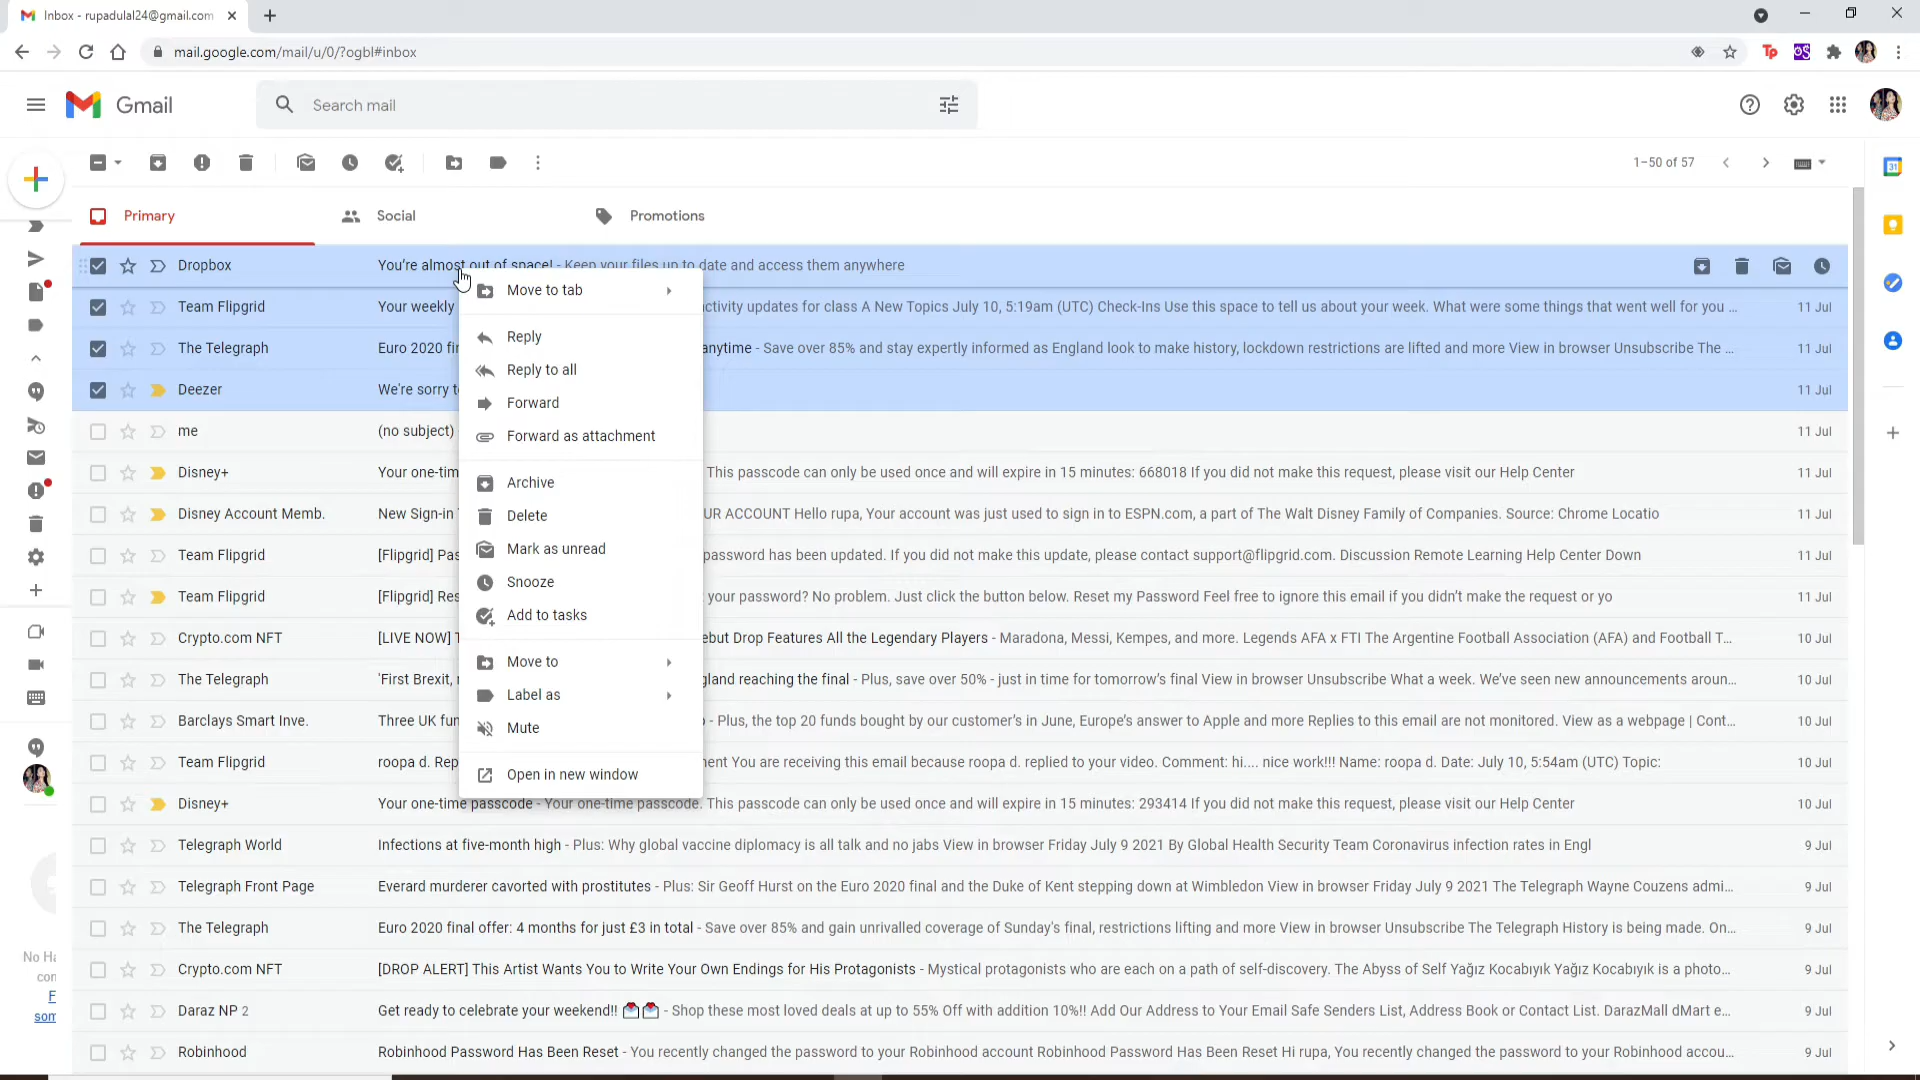 Inbox - rupadulal24@gmail.com
mail.google.com/mail/u/0/?ogbl#inbox
Gmail
Search mail
1–50 of 57
Primary
Social
Promotions
Dropbox You're almost out of space! - Keep your files up to date and access them anywhere
Team Flipgrid Your weekly ctivity updates for class A New Topics July 10, 5:19am (UTC) Check-Ins Use this space to tell us about your week. What were some things that went well for you ... 11 Jul
The Telegraph Euro 2020 fi anytime - Save over 85% and stay expertly informed as England look to make history, lockdown restrictions are lifted and more View in browser Unsubscribe The ... 11 Jul
Deezer We're sorry t 11 Jul
me (no subject) 11 Jul
Disney+ Your one-tim This passcode can only be used once and will expire in 15 minutes: 668018 If you did not make this request, please visit our Help Center 11 Jul
Disney Account Memb. New Sign-in UR ACCOUNT Hello rupa, Your account was just used to sign in to ESPN.com, a part of The Walt Disney Family of Companies. Source: Chrome Locatio 11 Jul
Team Flipgrid [Flipgrid] Pas password has been updated. If you did not make this update, please contact support@flipgrid.com. Discussion Remote Learning Help Center Down 11 Jul
Team Flipgrid [Flipgrid] Res your password? No problem. Just click the button below. Reset my Password Feel free to ignore this email if you didn't make the request or yo 11 Jul
Crypto.com NFT [LIVE NOW] T ebut Drop Features All the Legendary Players - Maradona, Messi, Kempes, and more. Legends AFA x FTI The Argentine Football Association (AFA) and Football T... 10 Jul
The Telegraph 'First Brexit, gland reaching the final - Plus, save over 50% - just in time for tomorrow's final View in browser Unsubscribe What a week. We've seen new announcements aroun... 10 Jul
Barclays Smart Inve. Three UK fun - Plus, the top 20 funds bought by our customer's in June, Europe's answer to Apple and more Replies to this email are not monitored. View as a webpage | Cont... 10 Jul
Team Flipgrid roopa d. Rep ent You are receiving this email because roopa d. replied to your video. Comment: hi.... nice work!!! Name: roopa d. Date: July 10, 5:54am (UTC) Topic: 10 Jul
Disney+ Your one-time passcode - Your one-time passcode. This passcode can only be used once and will expire in 15 minutes: 293414 If you did not make this request, please visit our Help Center 10 Jul
Telegraph World Infections at five-month high - Plus: Why global vaccine diplomacy is all talk and no jabs View in browser Friday July 9 2021 By Global Health Security Team Coronavirus infection rates in Engl 9 Jul
Telegraph Front Page Everard murderer cavorted with prostitutes - Plus: Sir Geoff Hurst on the Euro 2020 final and the Duke of Kent stepping down at Wimbledon View in browser Friday July 9 2021 The Telegraph Wayne Couzens admi... 9 Jul
The Telegraph Euro 2020 final offer: 4 months for just £3 in total - Save over 85% and gain unrivalled coverage of Sunday's final, restrictions lifting and more View in browser Unsubscribe The Telegraph History is being made. On... 9 Jul
Crypto.com NFT [DROP ALERT] This Artist Wants You to Write Your Own Endings for His Protagonists - Mystical protagonists who are each on a path of self-discovery. The Abyss of Self Yağız Kocabıyık Yağız Kocabıyık is a photo... 9 Jul
Daraz NP 2 Get ready to celebrate your weekend!! - Shop these most loved deals at up to 55% Off with addition 10%!! Add Our Address to Your Email Safe Senders List, Address Book or Contact List. DarazMall dMart e... 9 Jul
Robinhood Robinhood Password Has Been Reset - You recently changed the password to your Robinhood account Robinhood Password Has Been Reset Hi rupa, You recently changed the password to your Robinhood accou... 9 Jul
Move to tab
Reply
Reply to all
Forward
Forward as attachment
Archive
Delete
Mark as unread
Snooze
Add to tasks
Move to
Label as
Mute
Open in new window
No Ha
con
F
som
31
Tp